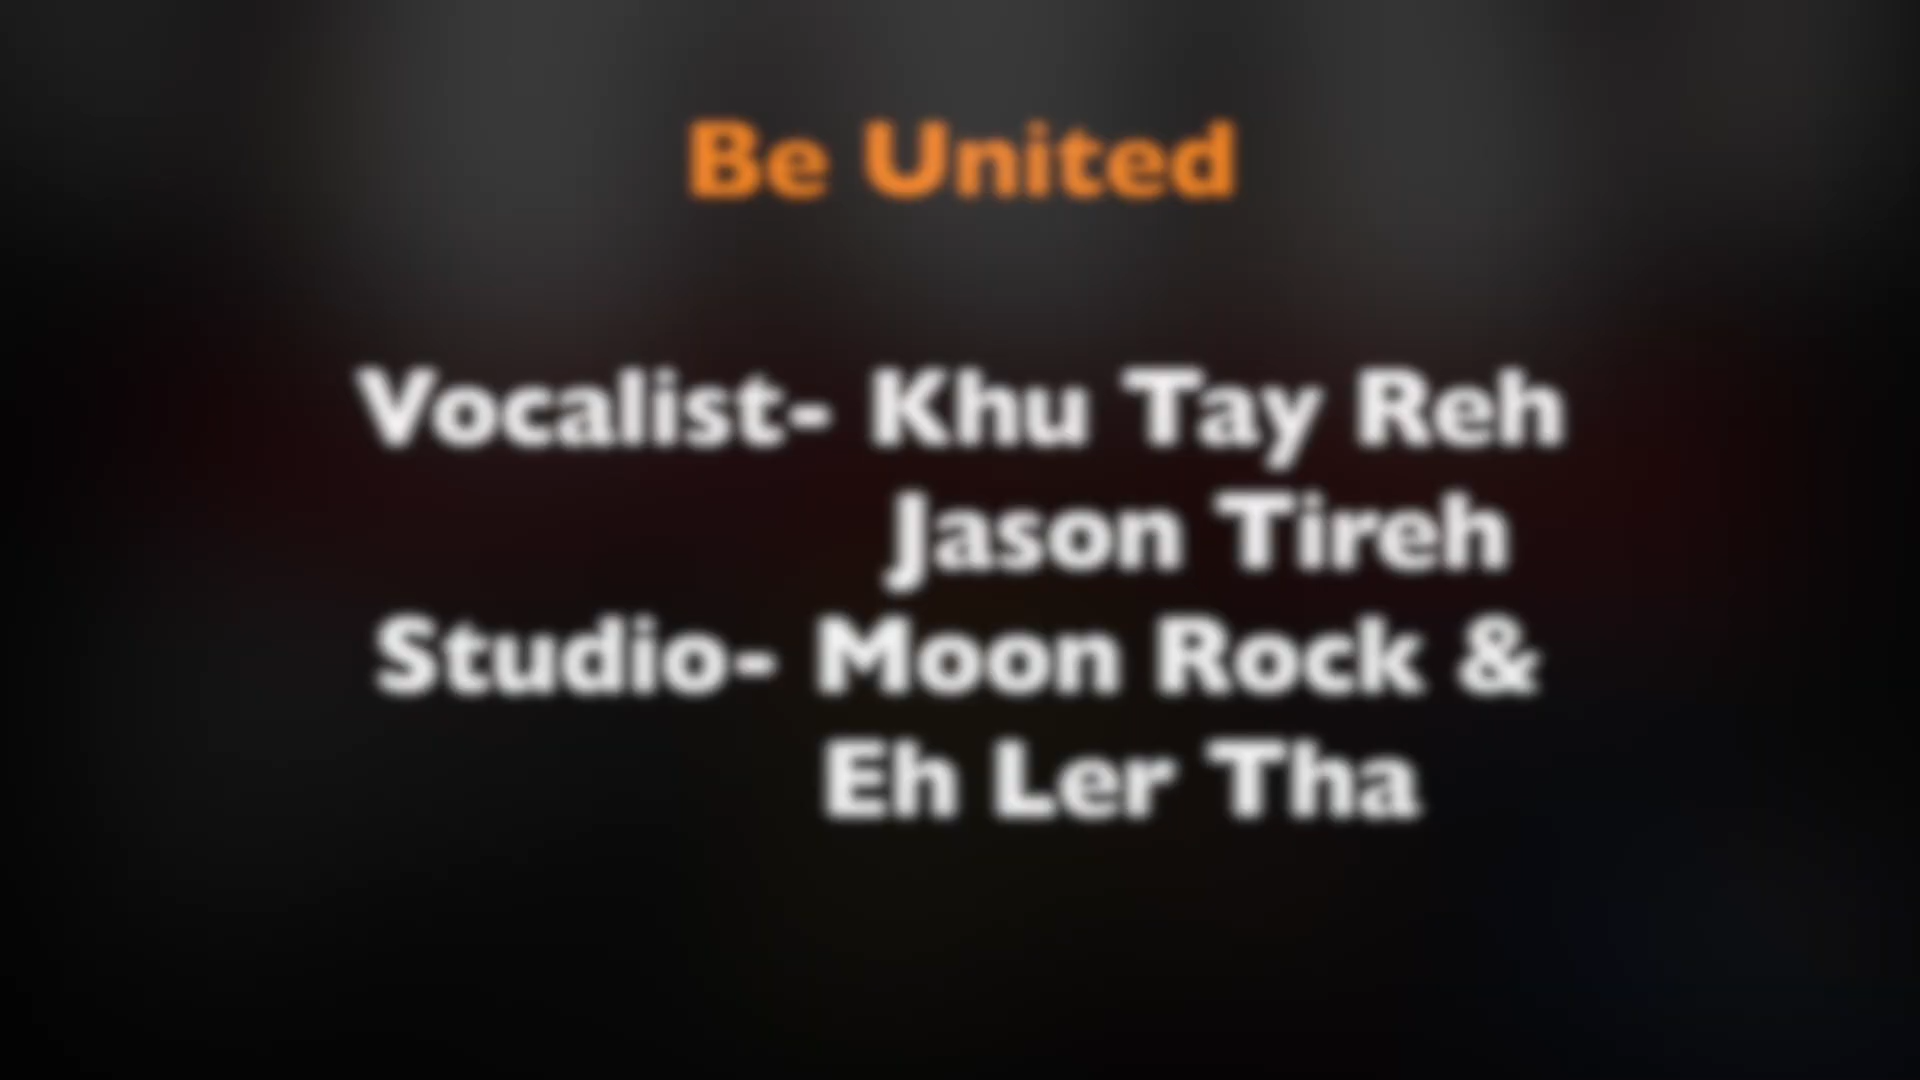 Be United
Vocalist- Khu Tay Reh
Jason Tireh
Studio- Moon Rock &
Eh Ler Tha